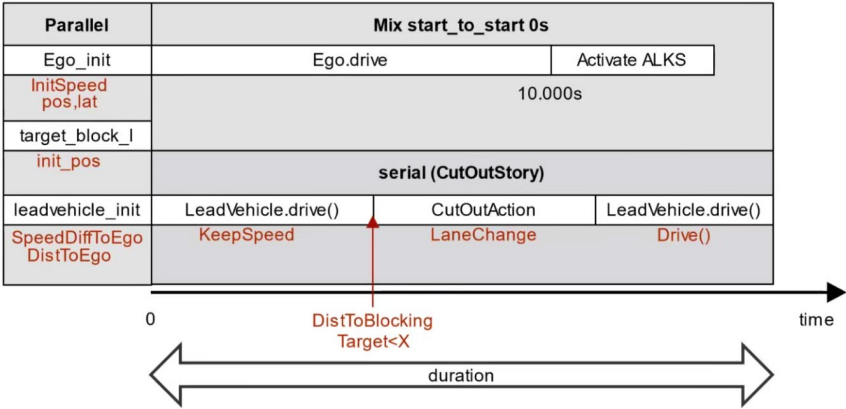 Parallel
Mix start_to_start 0s
Ego_init
Ego.drive
Activate ALKS
InitSpeed
pos,lat
10.000s
target_block_l
init_pos
serial (CutOutStory)
leadvehicle_init
LeadVehicle.drive()
CutOutAction
LeadVehicle.drive()
SpeedDiffToEgo
DistToEgo
KeepSpeed
LaneChange
Drive()
0
DistToBlocking
Target<X
time
duration